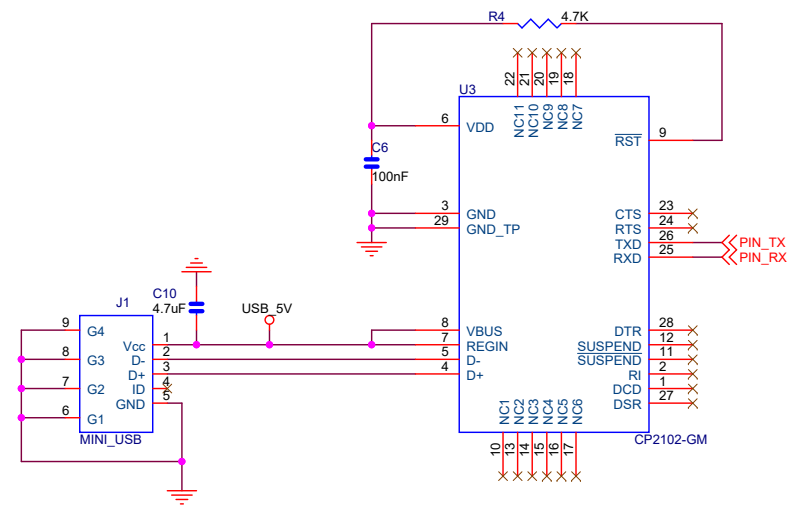 R4 4.7K
22 21 20 19 18
U3
NC11 NC10 NC9 NC8 NC7
6 VDD
RST 9
C6
100nF
3 GND
29 GND_TP
CTS 23
RTS 24
TXD 26 PIN_TX
RXD 25 PIN_RX
C10
4.7uF
USB_5V
J1
9 G4
8 G3
7 G2
6 G1
Vcc 1
D- 2
D+ 3
ID 4
GND 5
MINI_USB
8 VBUS
7 REGIN
5 D-
4 D+
DTR 28
SUSPEND 12
SUSPEND 11
RI 2
DCD 1
DSR 27
NC1 NC2 NC3 NC4 NC5 NC6
CP2102-GM
10 13 14 15 16 17